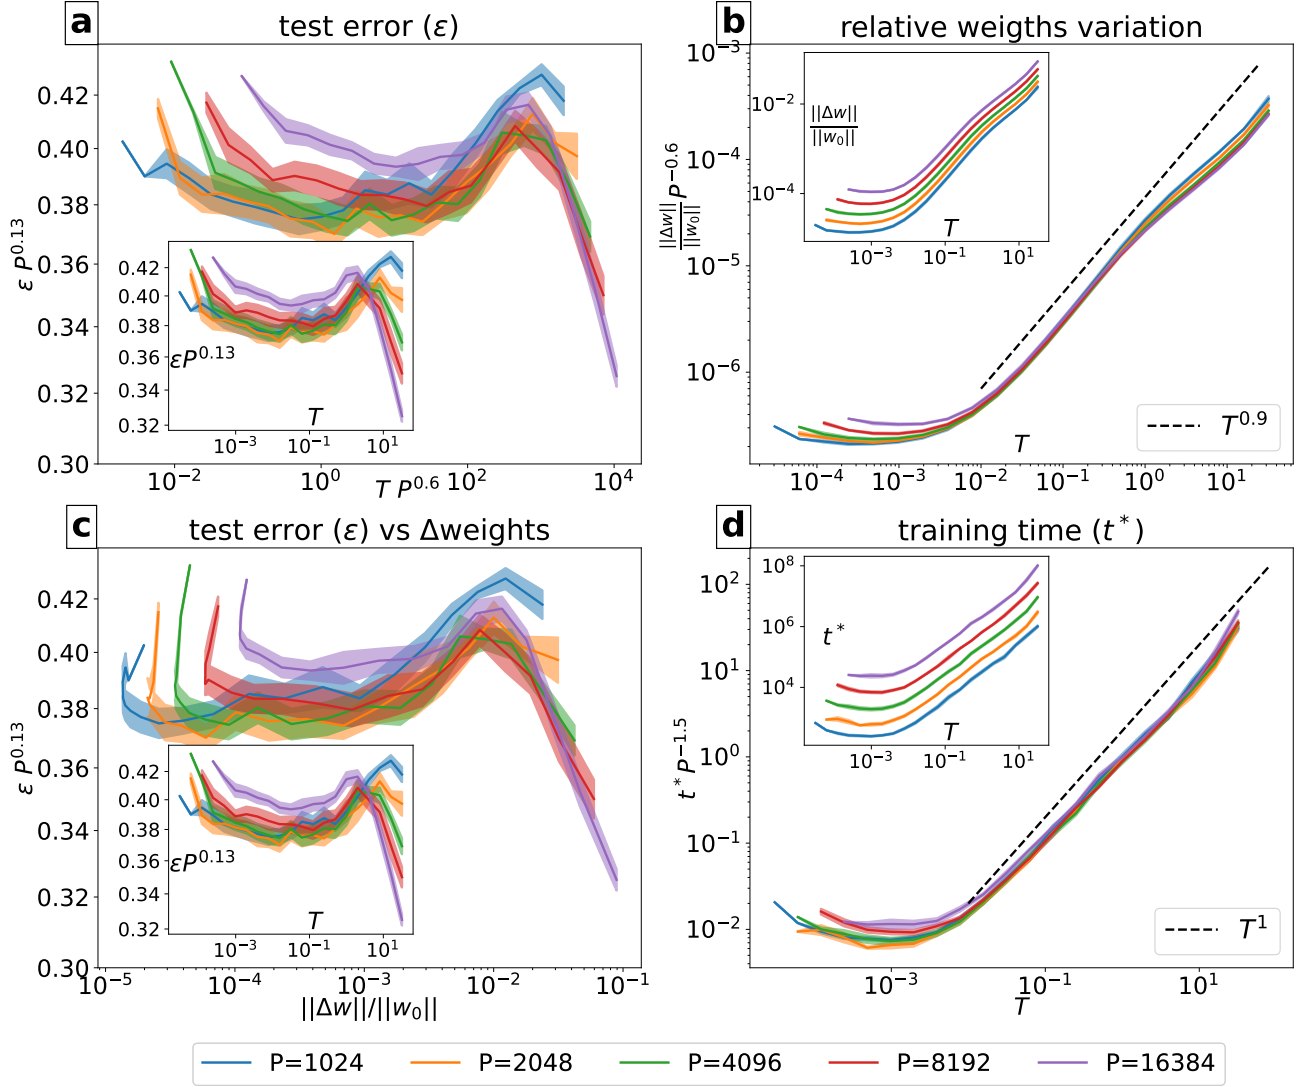 a
test error (ε)
0.42
0.40
0.38
0.36
0.34
0.32
0.30
ε P^0.13
10^-2
10^0
10^2
10^4
T P^0.6
0.42
0.40
0.38
0.36
0.34
0.32
εP^0.13
T
10^-3
10^-1
10^1
b
relative weigths variation
10^-3
10^-4
10^-5
10^-6
||Δw||/||w0|| P^-0.6
10^-4
10^-3
10^-2
10^-1
10^0
10^1
T
T^0.9
||Δw||/||w0||
10^-2
10^-4
T
10^-3
10^-1
10^1
c
test error (ε) vs Δweights
0.42
0.40
0.38
0.36
0.34
0.32
0.30
ε P^0.13
10^-5
10^-4
10^-3
10^-2
10^-1
||Δw||/||w0||
0.42
0.40
0.38
0.36
0.34
0.32
εP^0.13
T
10^-3
10^-1
10^1
d
training time (t*)
10^2
10^1
10^0
10^-1
10^-2
t* P^-1.5
10^-3
10^-1
10^1
T
T^1
t*
10^8
10^6
10^4
T
10^-3
10^-1
10^1
P=1024 P=2048 P=4096 P=8192 P=16384